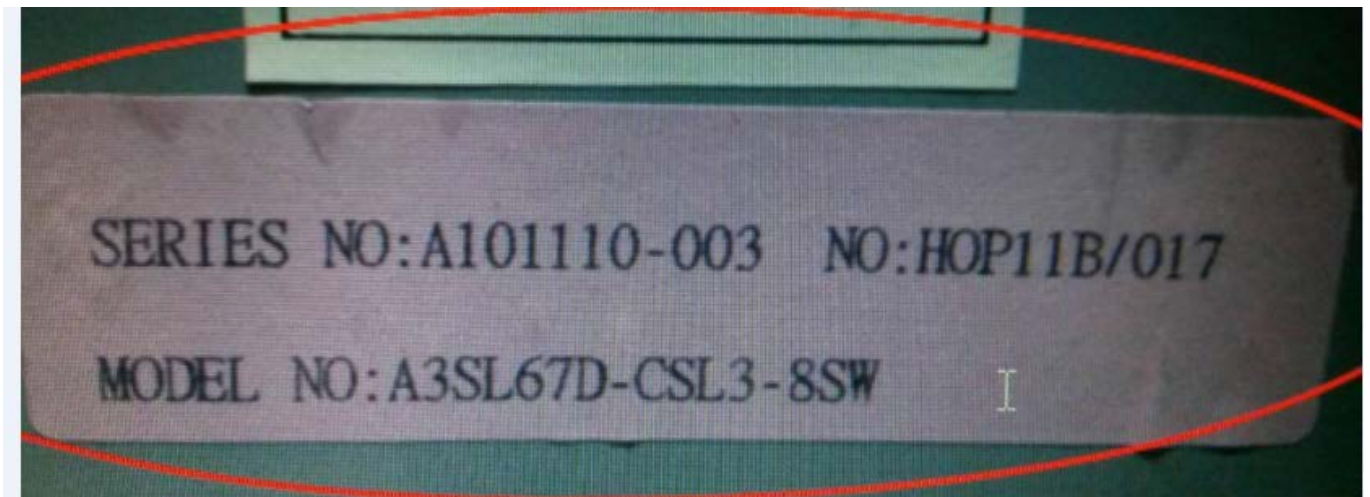 SERIES NO:A101110-003 NO:HOP11B/017
MODEL NO:A3SL67D-CSL3-8SW